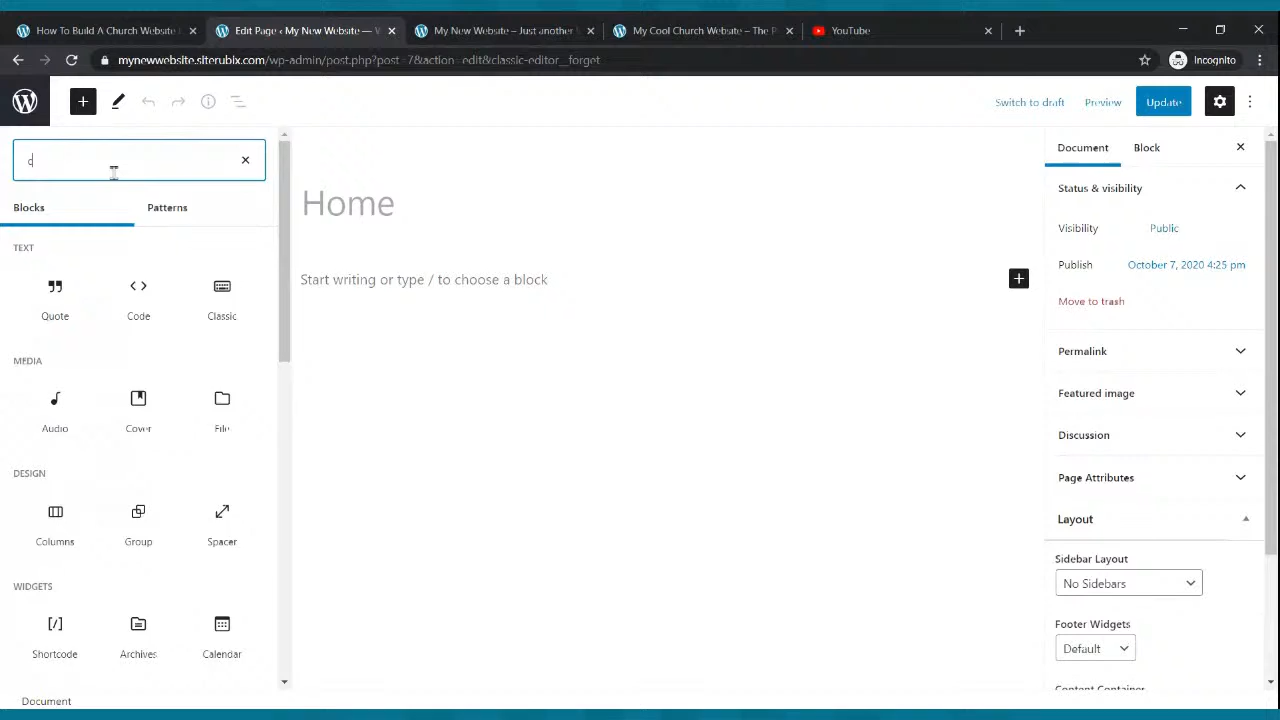 How To Build A Church Website
Edit Page ‹ My New Website —
My New Website – Just another
My Cool Church Website – The P
YouTube
mynewwebsite.siterubix.com/wp-admin/post.php?post=7&action=edit&classic-editor__forget
Incognito
Switch to draft
Preview
Update
c
Blocks
Patterns
TEXT
Quote
Code
Classic
MEDIA
Audio
Cover
File
DESIGN
Columns
Group
Spacer
WIDGETS
Shortcode
Archives
Calendar
Document
Home
Start writing or type / to choose a block
Document
Block
Status & visibility
Visibility
Public
Publish
October 7, 2020 4:25 pm
Move to trash
Permalink
Featured image
Discussion
Page Attributes
Layout
Sidebar Layout
No Sidebars
Footer Widgets
Default
Content Container